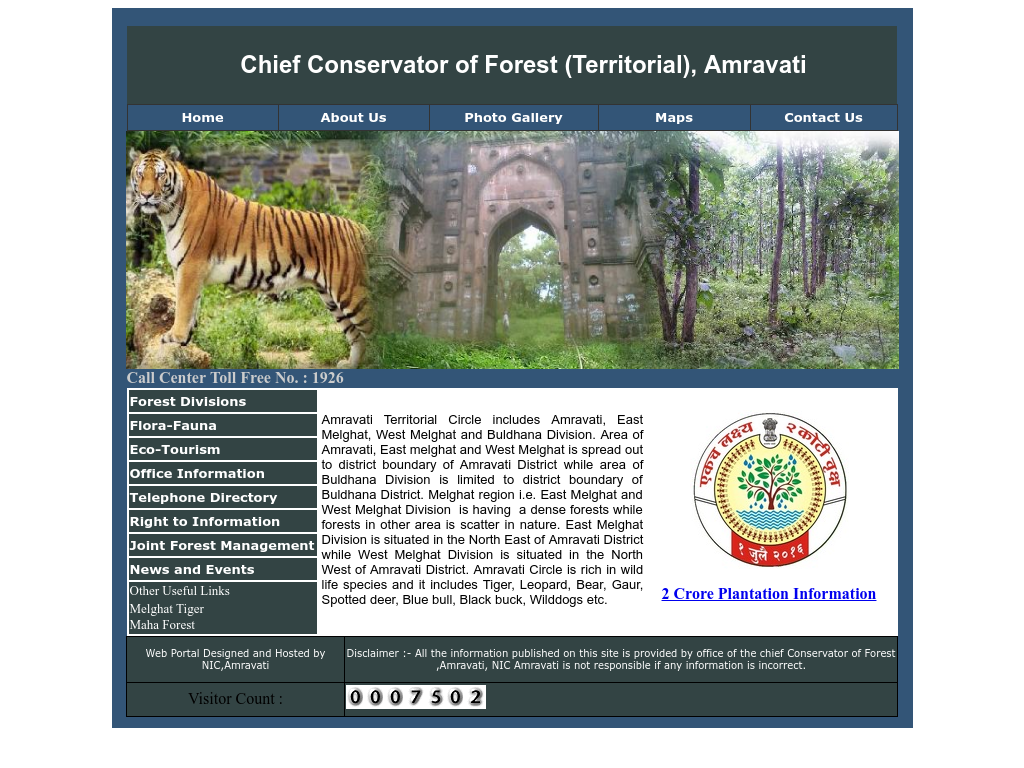 Chief Conservator of Forest (Territorial), Amravati
Home
About Us
Photo Gallery
Maps
Contact Us
Call Center Toll Free No. : 1926
Forest Divisions
Flora-Fauna
Eco-Tourism
Office Information
Telephone Directory
Right to Information
Joint Forest Management
News and Events
Other Useful Links
Melghat Tiger
Maha Forest
Amravati Territorial Circle includes Amravati, East
Melghat, West Melghat and Buldhana Division. Area of
Amravati, East melghat and West Melghat is spread out
to district boundary of Amravati District while area of
Buldhana Division is limited to district boundary of
Buldhana District. Melghat region i.e. East Melghat and
West Melghat Division is having a dense forests while
forests in other area is scatter in nature. East Melghat
Division is situated in the North East of Amravati District
while West Melghat Division is situated in the North
West of Amravati District. Amravati Circle is rich in wild
life species and it includes Tiger, Leopard, Bear, Gaur,
Spotted deer, Blue bull, Black buck, Wilddogs etc.
एकच लक्ष्य २ कोटी वृक्ष
१ जुलै २०१६
2 Crore Plantation Information
Web Portal Designed and Hosted by
NIC,Amravati
Disclaimer :- All the information published on this site is provided by office of the chief Conservator of Forest
,Amravati, NIC Amravati is not responsible if any information is incorrect.
Visitor Count :
0007502